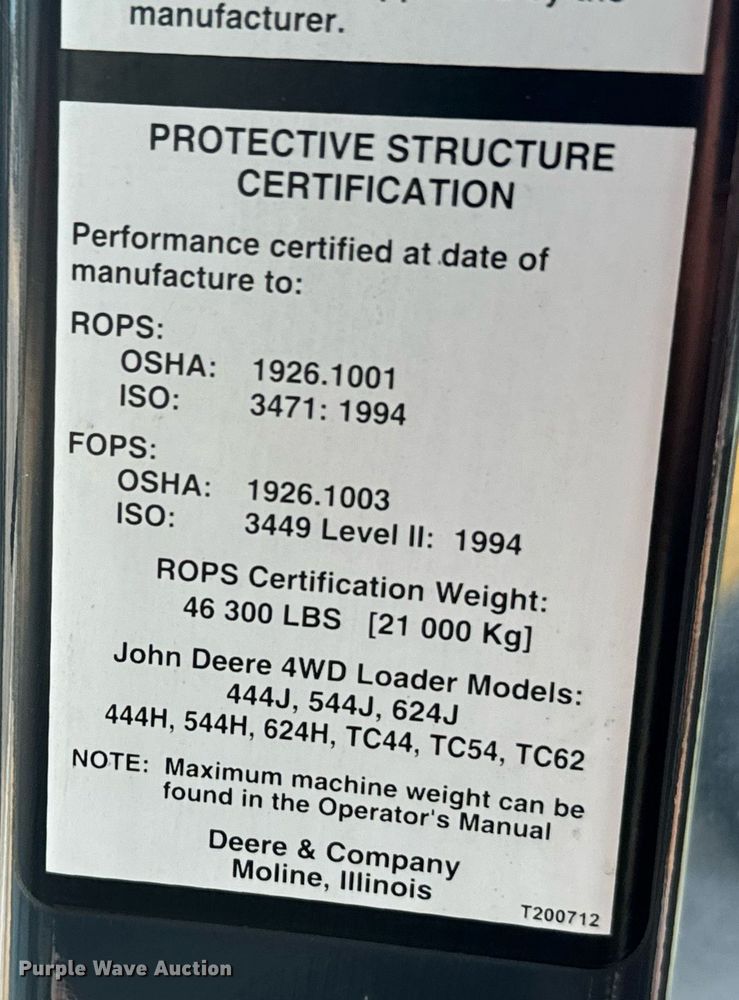 manufacturer.
PROTECTIVE STRUCTURE
CERTIFICATION
Performance certified at date of
manufacture to:
ROPS:
OSHA: 1926.1001
ISO: 3471: 1994
FOPS:
OSHA: 1926.1003
ISO: 3449 Level II: 1994
ROPS Certification Weight:
46 300 LBS [21 000 Kg]
John Deere 4WD Loader Models:
444J, 544J, 624J
444H, 544H, 624H, TC44, TC54, TC62
NOTE: Maximum machine weight can be
found in the Operator's Manual
Deere & Company
Moline, Illinois
T200712
Purple Wave Auction